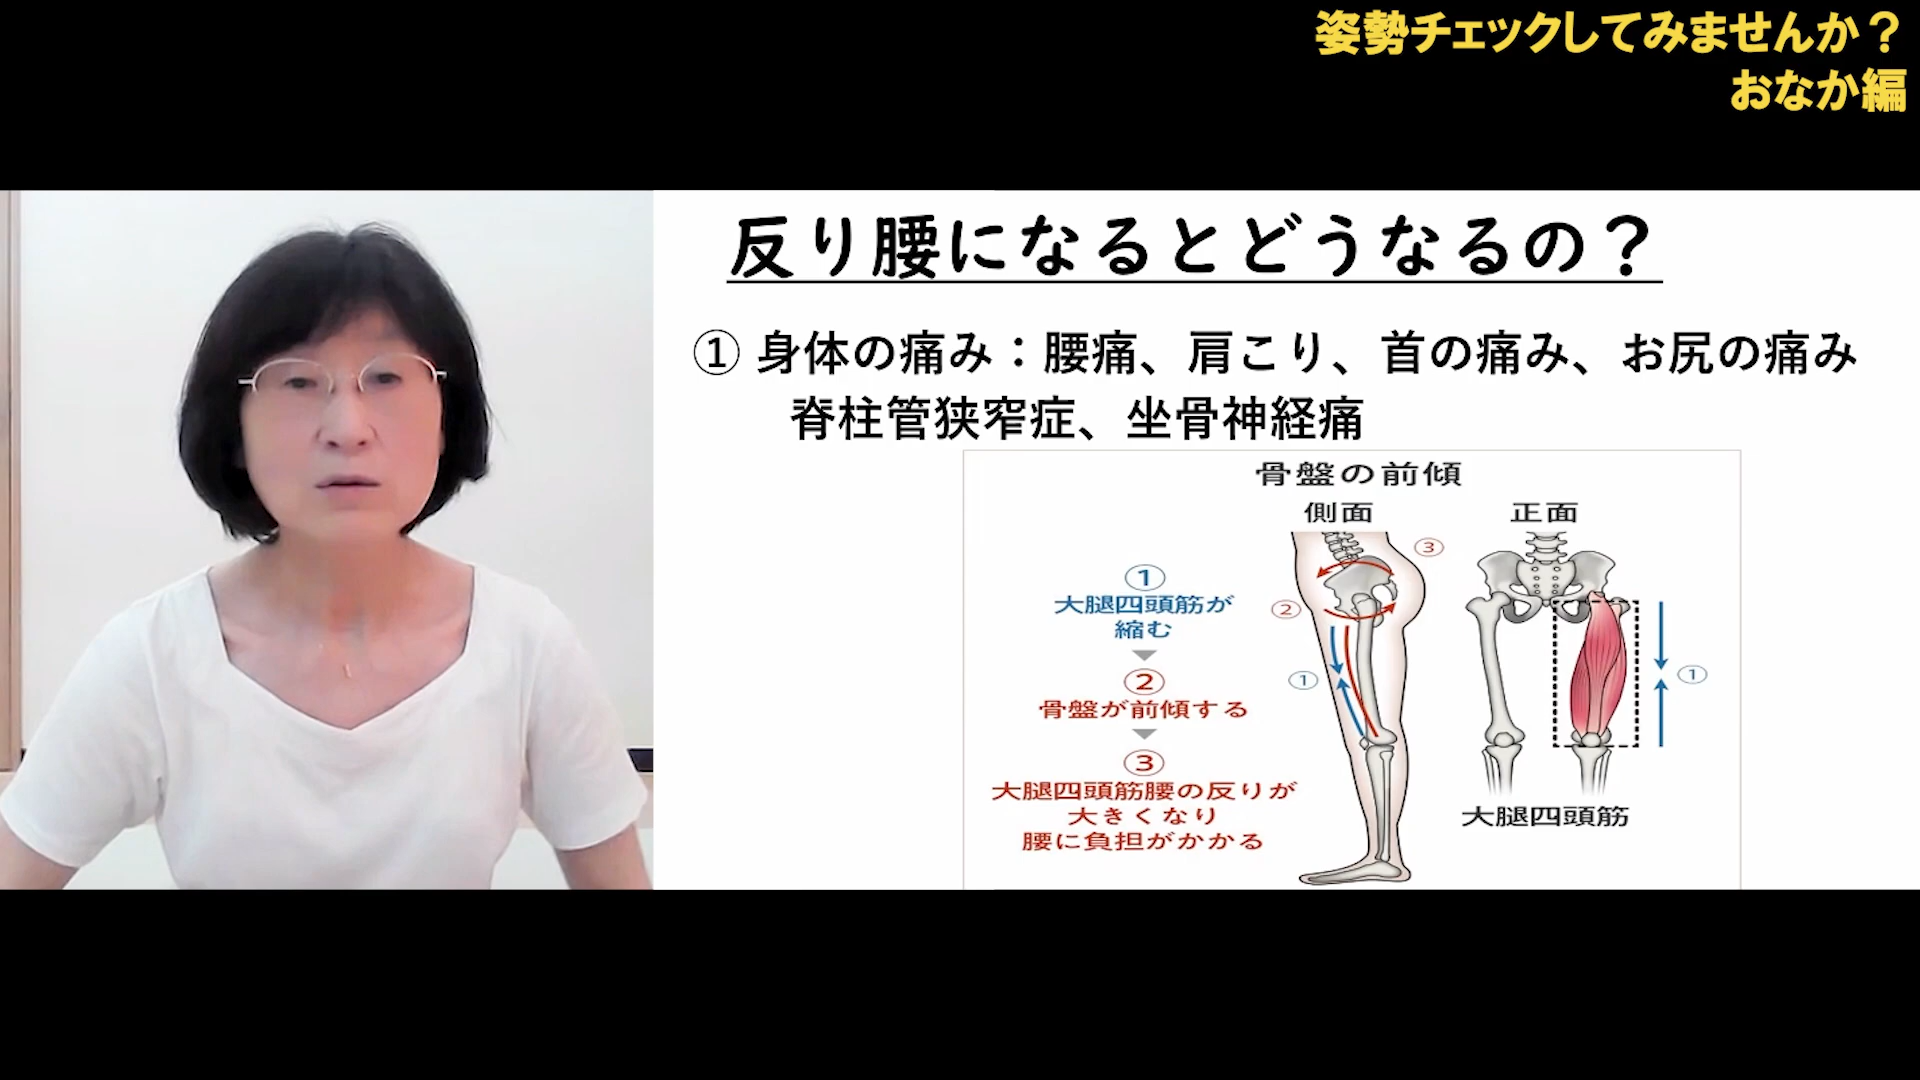 姿勢チェックしてみませんか？
おなか編
反り腰になるとどうなるの？
① 身体の痛み：腰痛、肩こり、首の痛み、お尻の痛み
脊柱管狭窄症、坐骨神経痛
骨盤の前傾
側面
正面
①
大腿四頭筋が
縮む
②
骨盤が前傾する
③
大腿四頭筋腰の反りが
大きくなり
腰に負担がかかる
③
②
①
①
大腿四頭筋